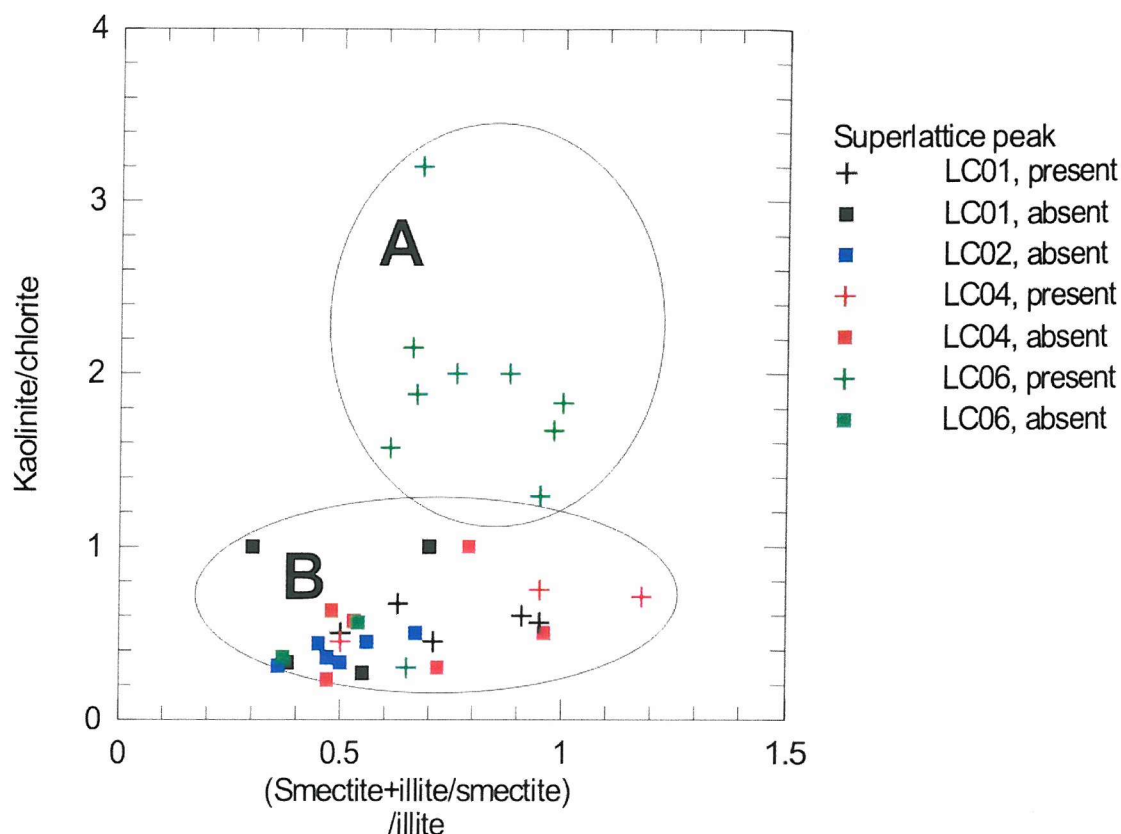 4
3
2
1
0
Kaolinite/chlorite
A
B
0
0.5
1
1.5
(Smectite+illite/smectite)
/illite
Superlattice peak
LC01, present
LC01, absent
LC02, absent
LC04, present
LC04, absent
LC06, present
LC06, absent